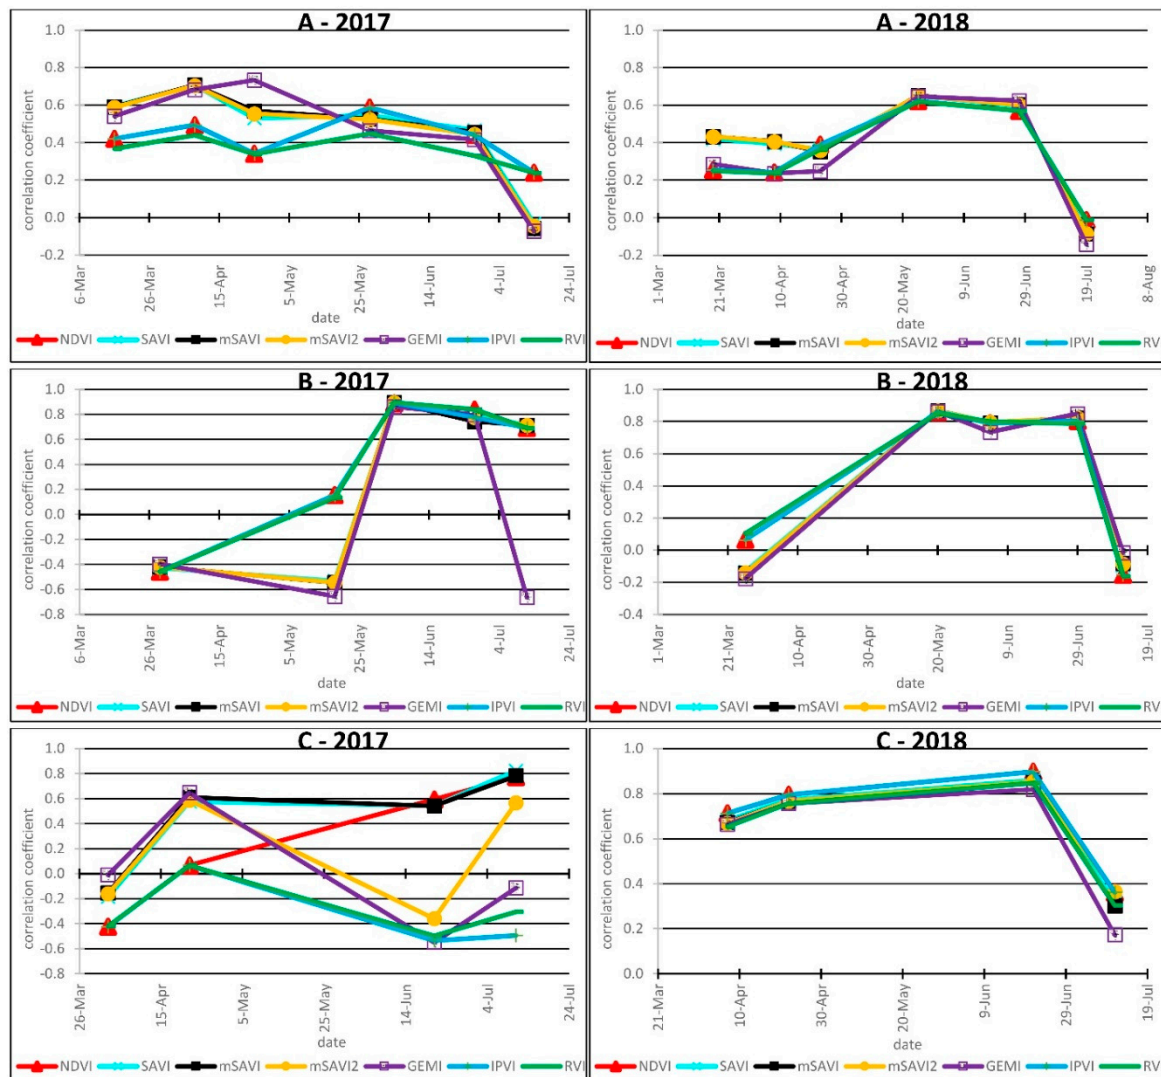 A - 2017
correlation coefficient
1.0
0.8
0.6
0.4
0.2
0.0
-0.2
6-Mar
26-Mar
15-Apr
5-May
25-May
14-Jun
4-Jul
24-Jul
date
NDVI SAVI mSAVI mSAVI2 GEMI IPVI RVI
A - 2018
correlation coefficient
1.0
0.8
0.6
0.4
0.2
0.0
-0.2
1-Mar
21-Mar
10-Apr
30-Apr
20-May
9-Jun
29-Jun
19-Jul
8-Aug
date
NDVI SAVI mSAVI mSAVI2 GEMI IPVI RV
B - 2017
correlation coefficient
1.0
0.8
0.6
0.4
0.2
0.0
-0.2
-0.4
-0.6
-0.8
6-Mar
26-Mar
15-Apr
5-May
25-May
14-Jun
4-Jul
24-Jul
date
NDVI SAVI mSAVI mSAVI2 GEMI IPVI RVI
B - 2018
correlation coefficient
1.0
0.8
0.6
0.4
0.2
0.0
-0.2
-0.4
1-Mar
21-Mar
10-Apr
30-Apr
20-May
9-Jun
29-Jun
19-Jul
date
NDVI SAVI mSAVI mSAVI2 GEMI IPVI RV
C - 2017
correlation coefficient
1.0
0.8
0.6
0.4
0.2
0.0
-0.2
-0.4
-0.6
-0.8
26-Mar
15-Apr
5-May
25-May
14-Jun
4-Jul
24-Jul
date
NDVI SAVI mSAVI mSAVI2 GEMI IPVI RVI
C - 2018
correlation coefficient
1.0
0.8
0.6
0.4
0.2
0.0
21-Mar
10-Apr
30-Apr
20-May
9-Jun
29-Jun
19-Jul
date
NDVI SAVI mSAVI mSAVI2 GEMI IPVI RV